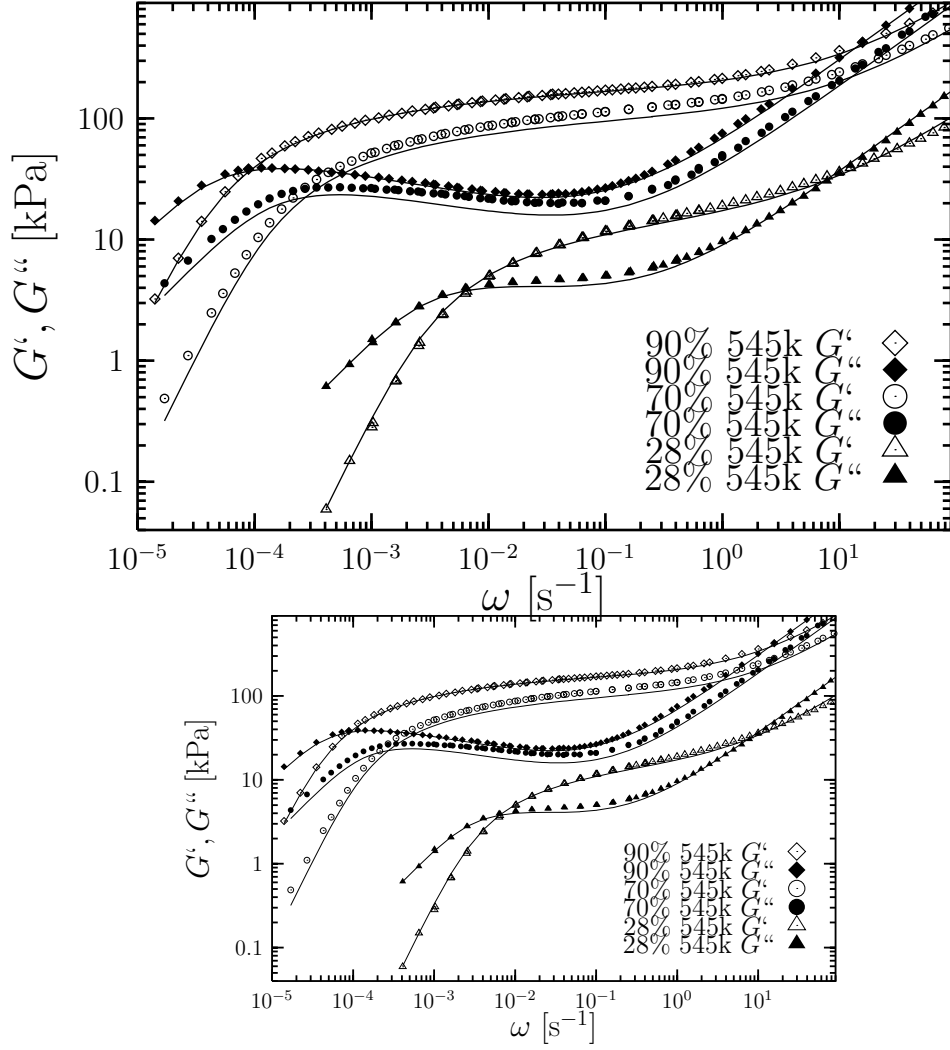 100
10
1
0.1
G‘, G“ [kPa]
90% 545k G‘
90% 545k G“
70% 545k G‘
70% 545k G“
28% 545k G‘
28% 545k G“
10⁻⁵ 10⁻⁴ 10⁻³ 10⁻² 10⁻¹ 10⁰ 10¹
ω [s⁻¹]
100
10
1
0.1
G‘, G“ [kPa]
90% 545k G‘
90% 545k G“
70% 545k G‘
70% 545k G“
28% 545k G‘
28% 545k G“
10⁻⁵ 10⁻⁴ 10⁻³ 10⁻² 10⁻¹ 10⁰ 10¹
ω [s⁻¹]